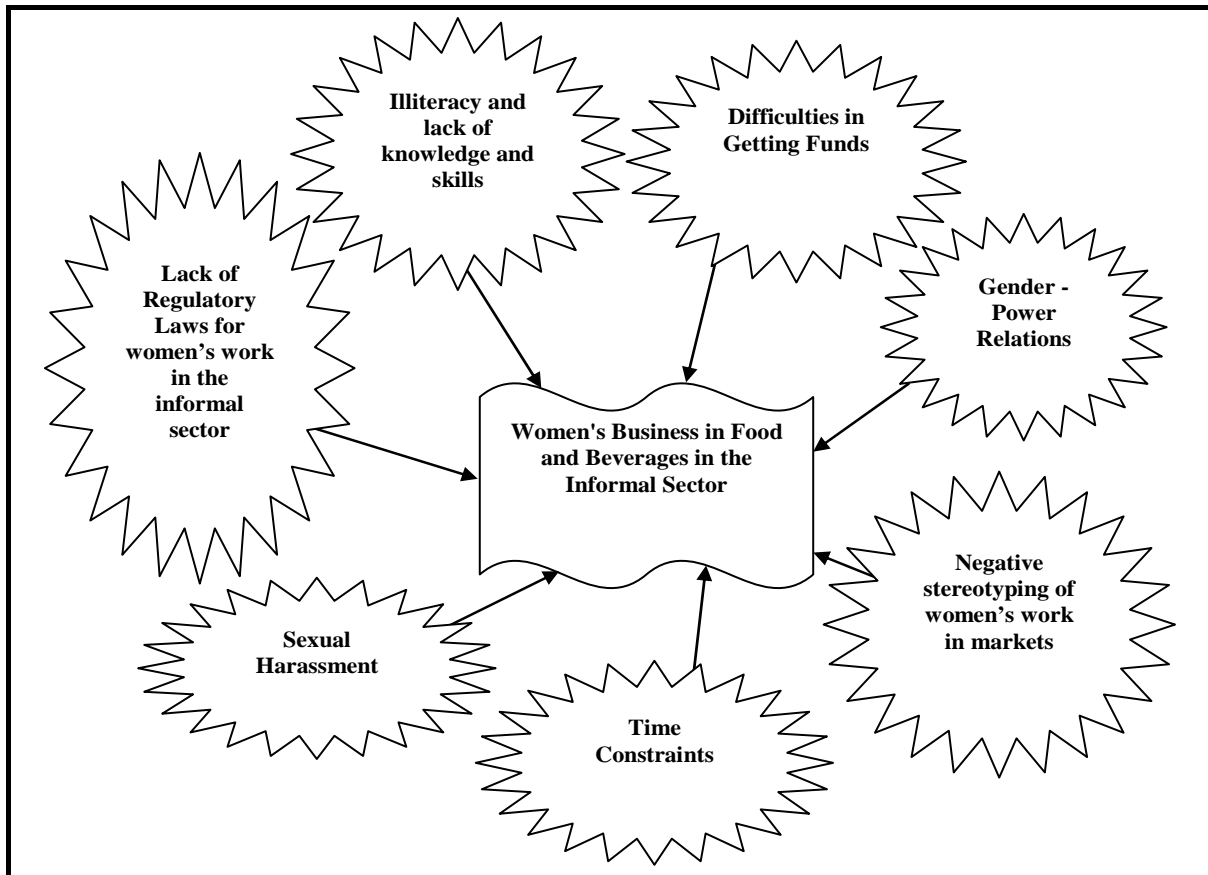 Illiteracy and
lack of
knowledge and
skills
Difficulties in
Getting Funds
Lack of
Regulatory
Laws for
women’s work
in the
informal
sector
Gender -
Power
Relations
Women's Business in Food
and Beverages in the
Informal Sector
Negative
stereotyping of
women’s work
in markets
Sexual
Harassment
Time
Constraints